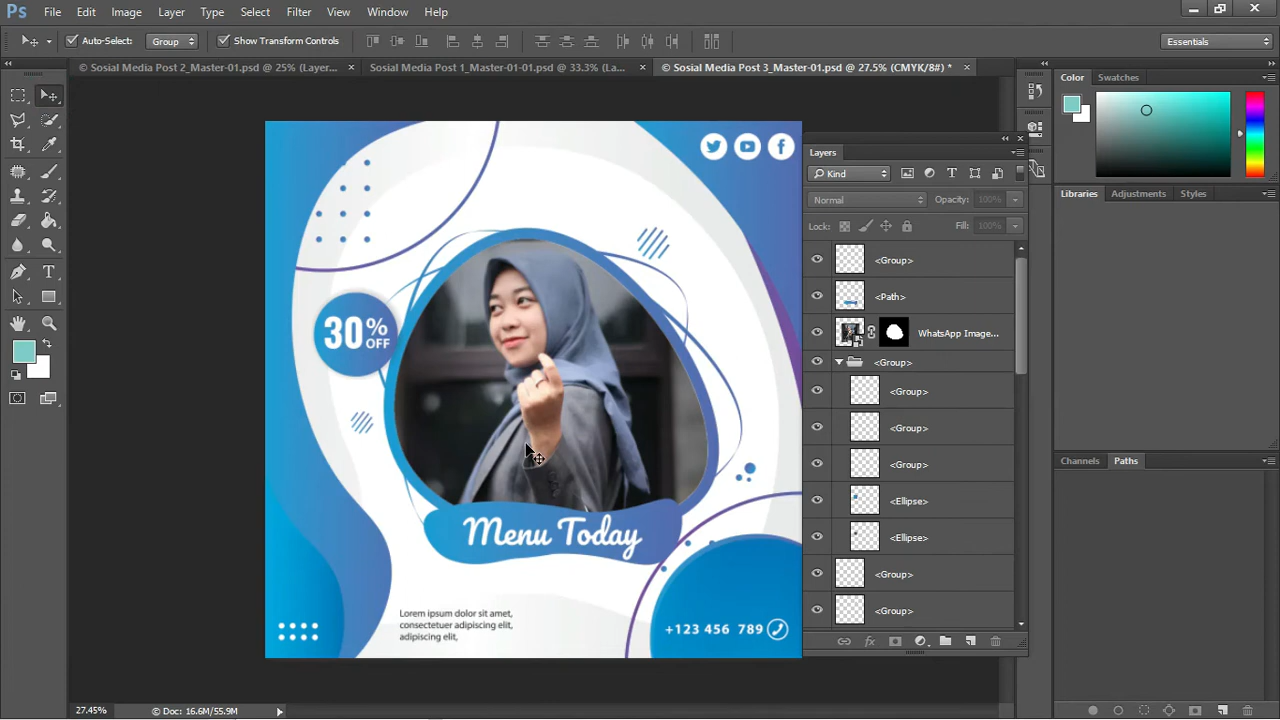 Ps File Edit Image Layer Type Select Filter View Window Help
Auto-Select: Group Show Transform Controls Essentials
© Sosial Media Post 2_Master-01.psd @ 25% (Layer... × © Sosial Media Post 1_Master-01-01.psd @ 33.3% (La... × © Sosial Media Post 3_Master-01.psd @ 27.5% (CMYK/8#) * ×
Color Swatches
Layers
Kind
Normal Opacity: 100%
Lock: Fill: 100%
Libraries Adjustments Styles
<Group>
<Path>
WhatsApp Image...
<Group>
<Group>
<Group>
<Group>
<Ellipse>
<Ellipse>
<Group>
<Group>
Channels Paths
30%
OFF
Menu Today
Lorem ipsum dolor sit amet,
consectetuer adipiscing elit,
adipiscing elit,
+123 456 789
27.45% © Doc: 16.6M/55.9M